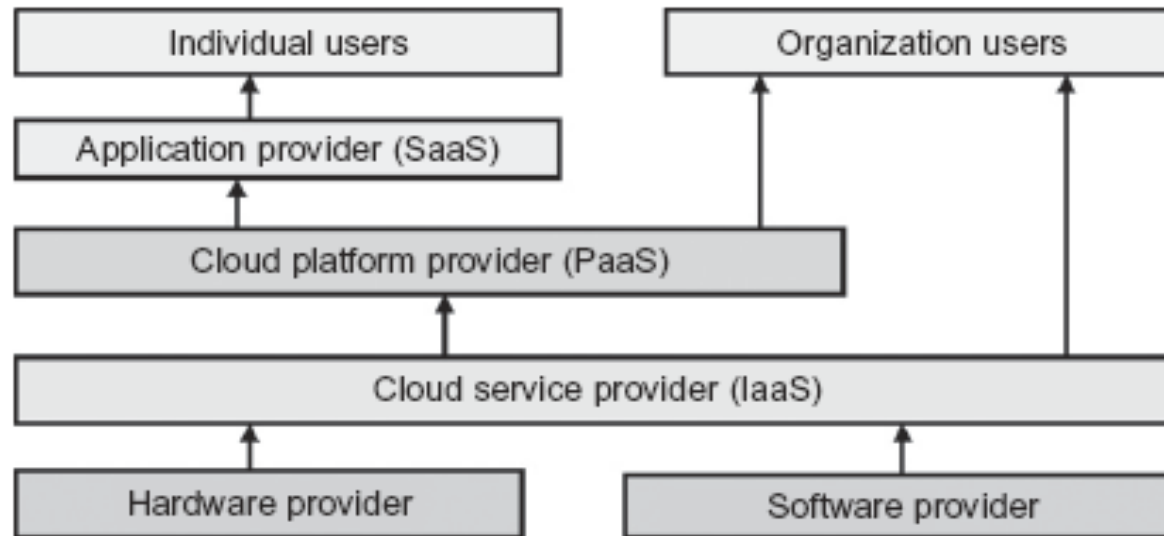 Individual users
Organization users
Application provider (SaaS)
Cloud platform provider (PaaS)
Cloud service provider (IaaS)
Hardware provider
Software provider